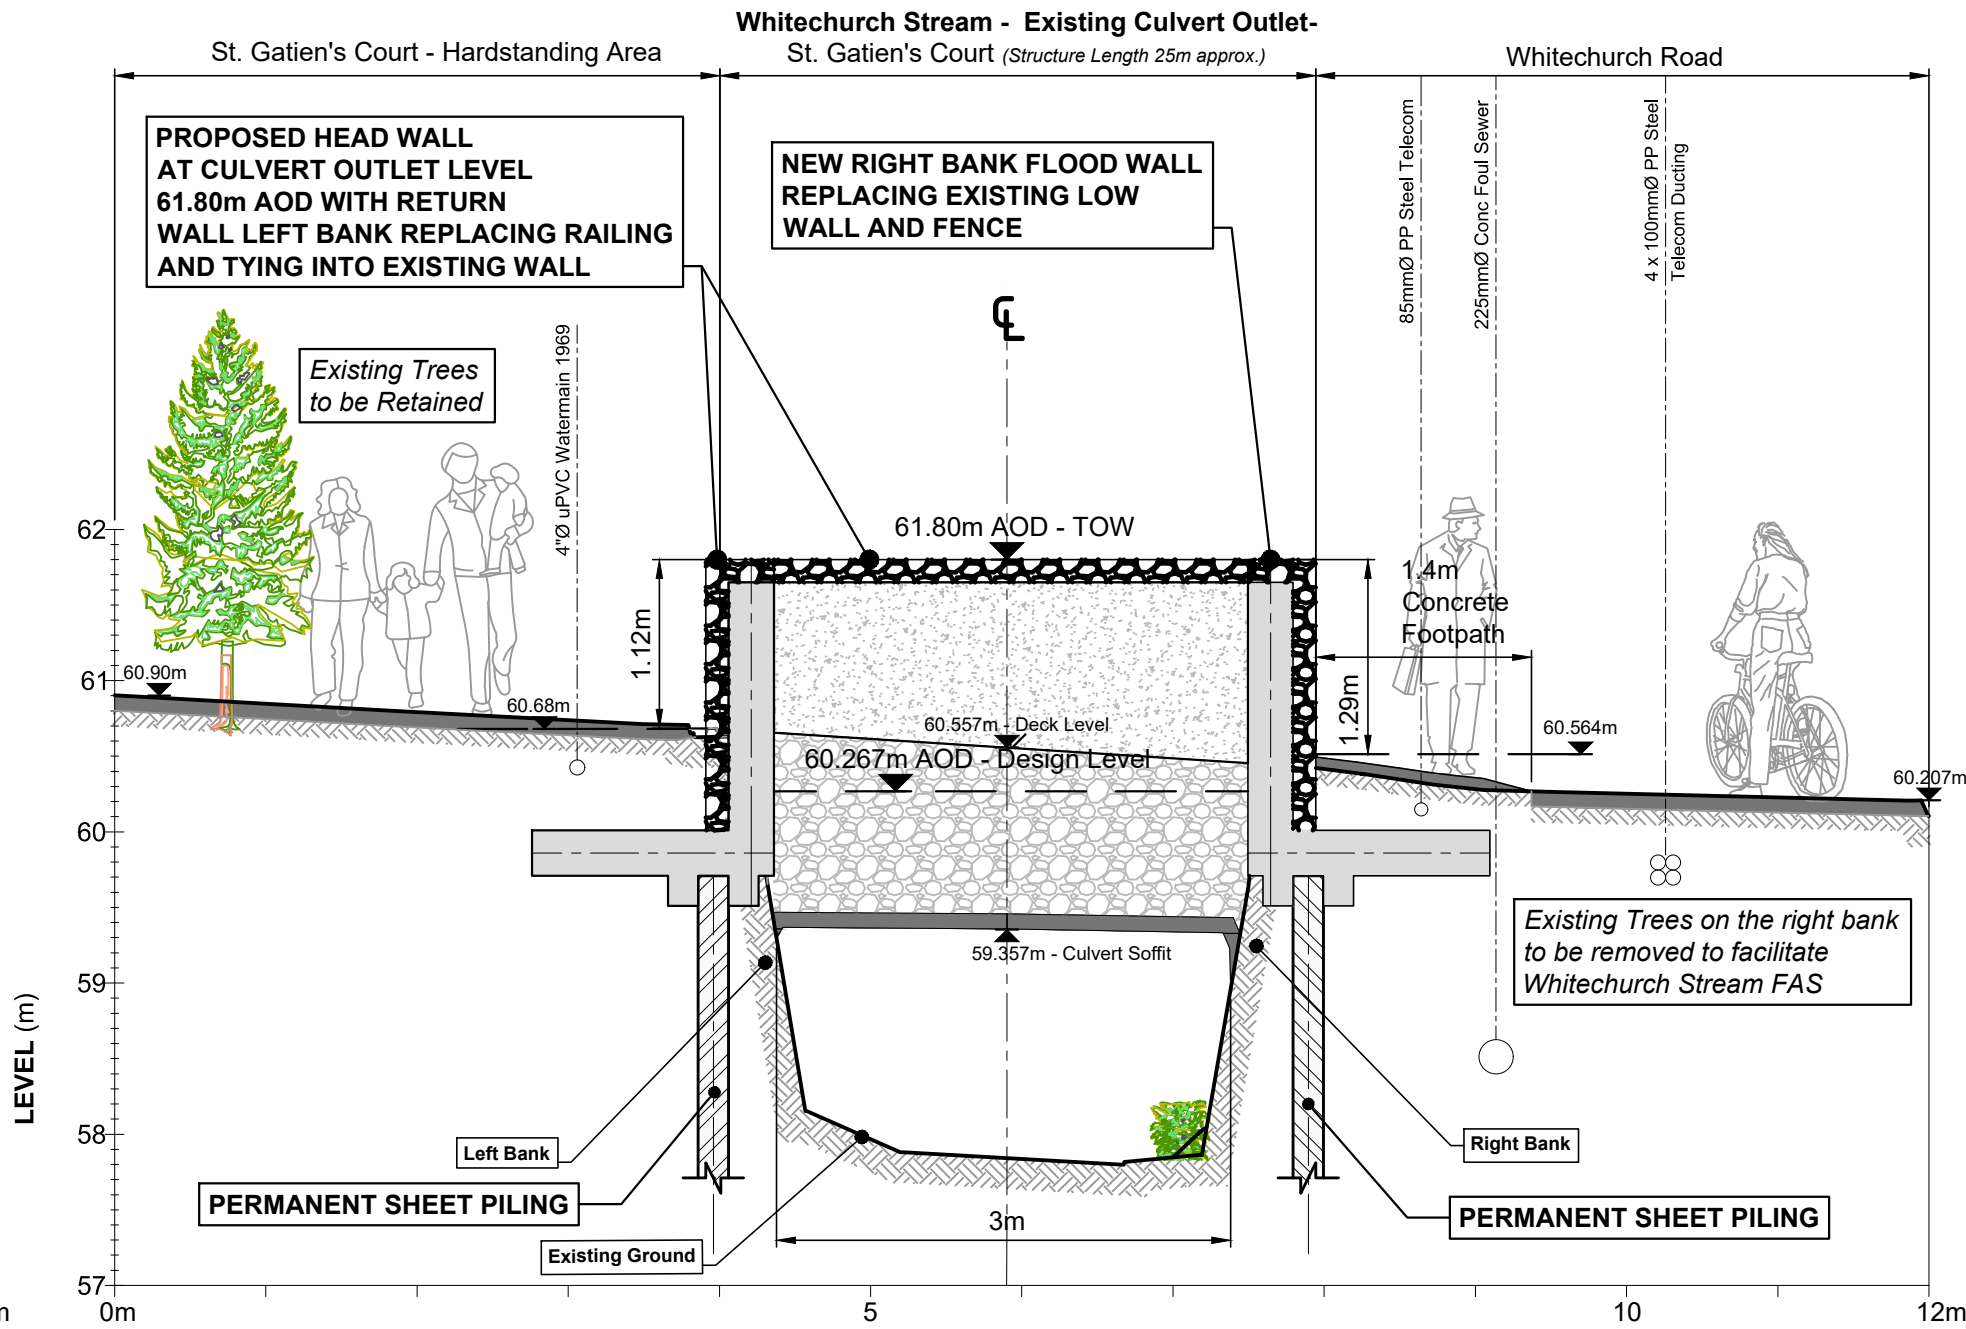 Whitechurch Stream - Existing Culvert Outlet-
St. Gatien's Court - Hardstanding Area
St. Gatien's Court (Structure Length 25m approx.)
Whitechurch Road
PROPOSED HEAD WALL
AT CULVERT OUTLET LEVEL
61.80m AOD WITH RETURN
WALL LEFT BANK REPLACING RAILING
AND TYING INTO EXISTING WALL
NEW RIGHT BANK FLOOD WALL
REPLACING EXISTING LOW
WALL AND FENCE
85mmØ PP Steel Telecom
225mmØ Conc Foul Sewer
4 x 100mmØ PP Steel
Telecom Ducting
Existing Trees
to be Retained
4"Ø uPVC Watermain 1969
CL
61.80m AOD - TOW
62
1.12m
1.4m
Concrete
Footpath
1.29m
60.90m
61
60.68m
60.557m - Deck Level
60.564m
60.267m AOD - Design Level
60.207m
60
Existing Trees on the right bank
to be removed to facilitate
Whitechurch Stream FAS
59.357m - Culvert Soffit
59
LEVEL (m)
58
Left Bank
Right Bank
PERMANENT SHEET PILING
PERMANENT SHEET PILING
3m
Existing Ground
57
m
0m
5
10
12m